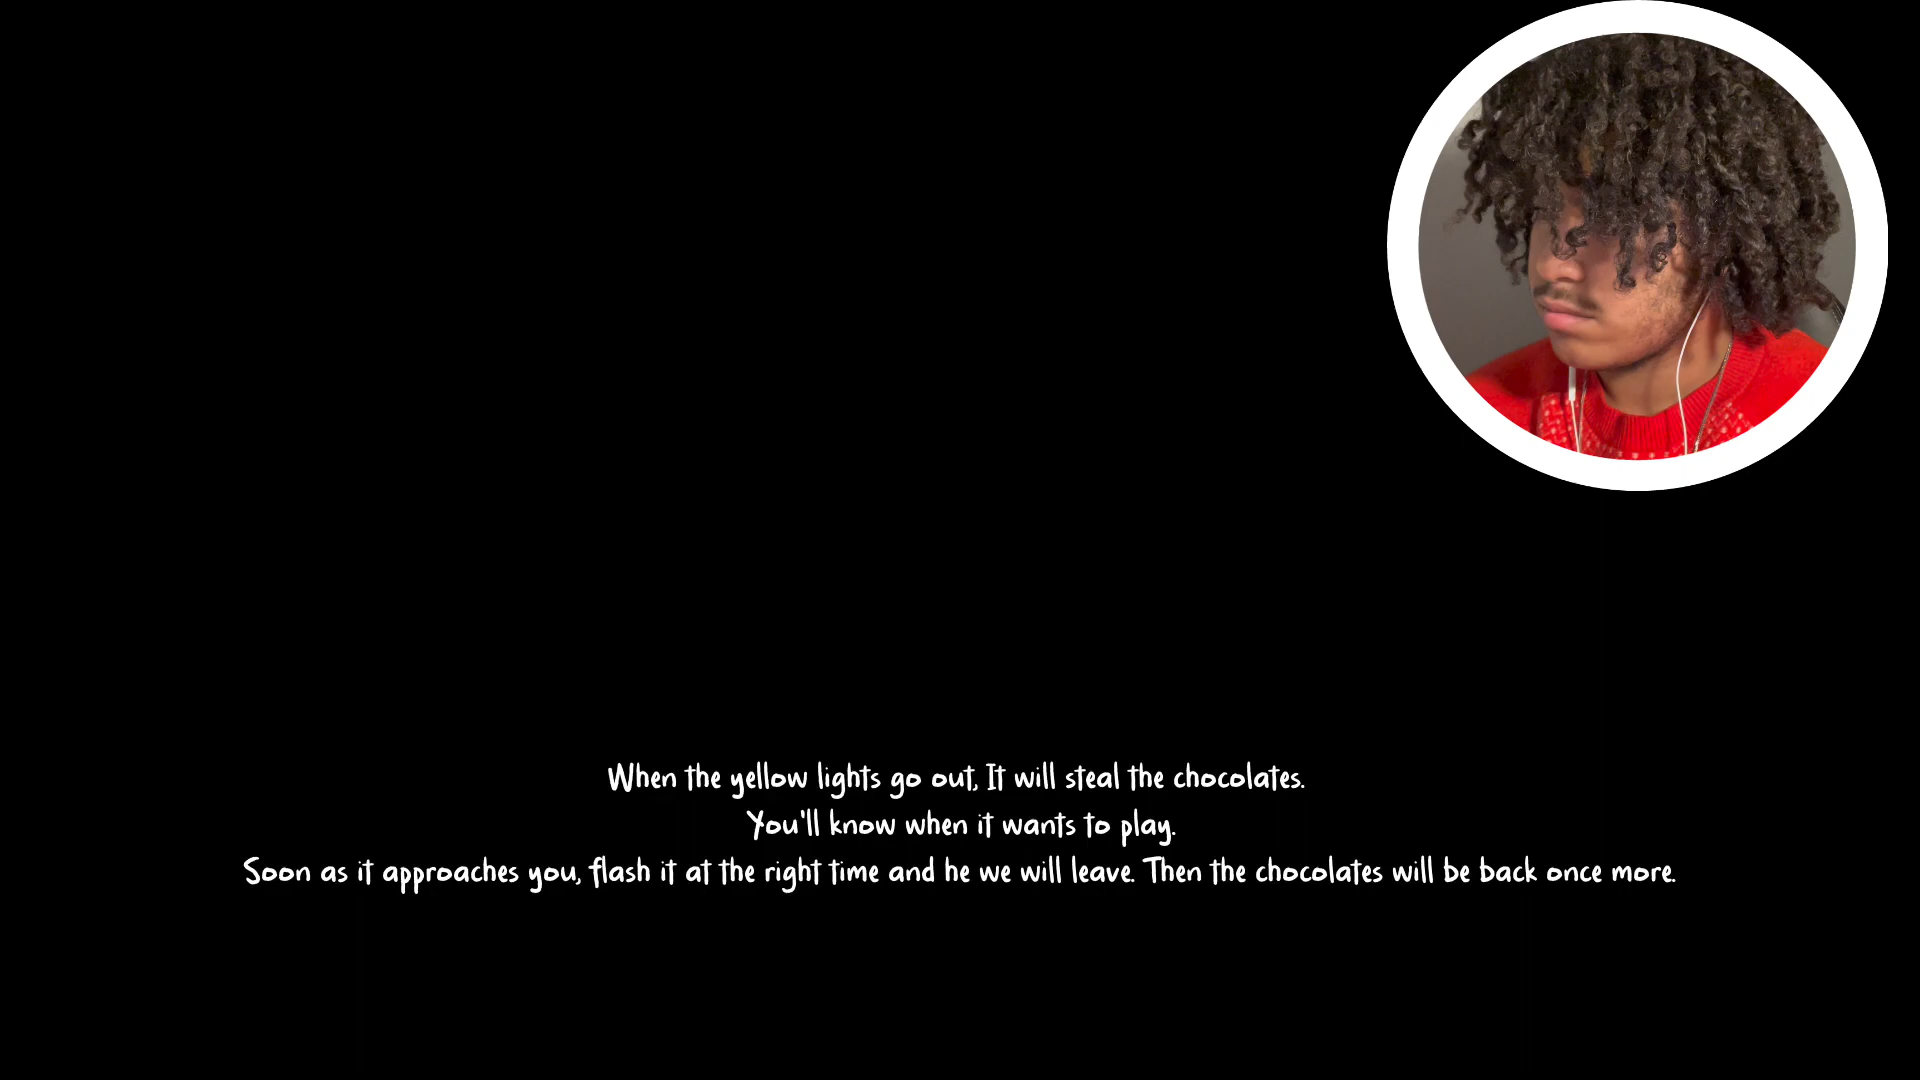 When the yellow lights go out, It will steal the chocolates.
You'll know when it wants to play.
Soon as it approaches you, flash it at the right time and he we will leave. Then the chocolates will be back once more.